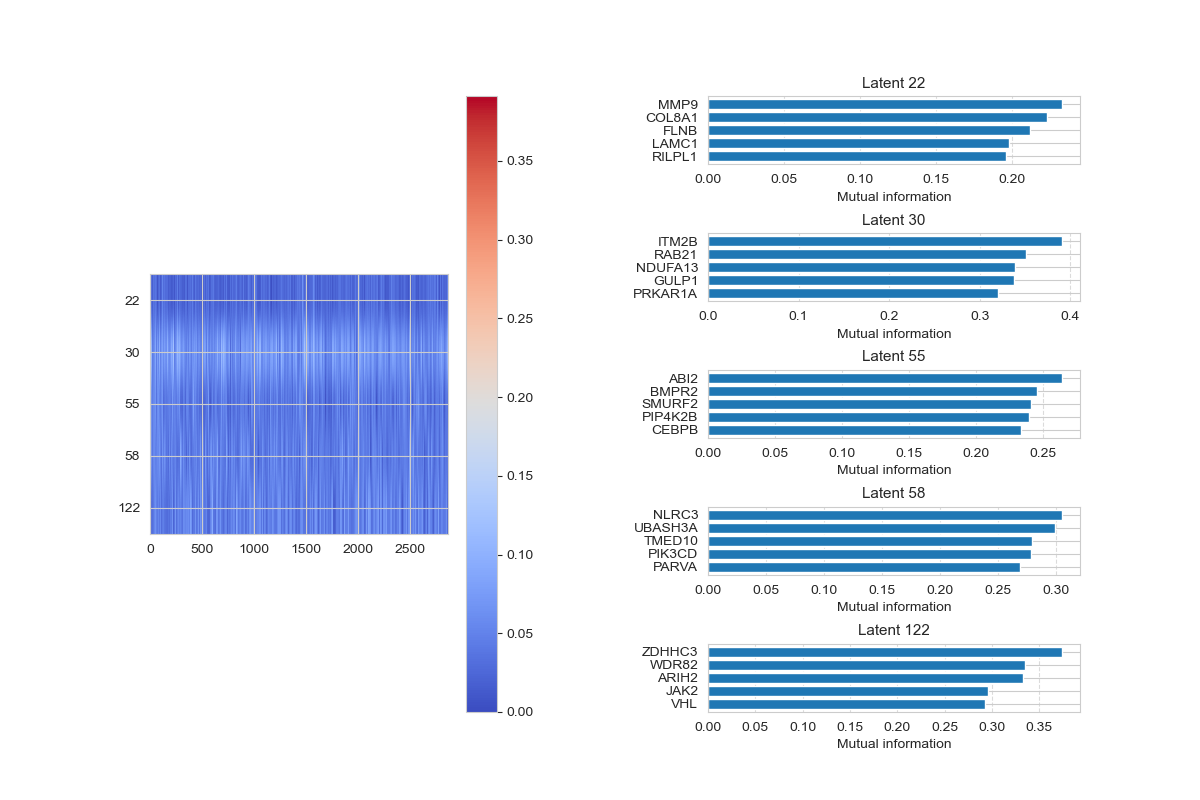 0.35
0.30
0.25
0.20
0.15
0.10
0.05
0.00
22
30
55
58
122
0 500 1000 1500 2000 2500
Latent 22
MMP9
COL8A1
FLNB
LAMC1
RILPL1
0.00 0.05 0.10 0.15 0.20
Mutual information
Latent 30
ITM2B
RAB21
NDUFA13
GULP1
PRKAR1A
0.0 0.1 0.2 0.3 0.4
Mutual information
Latent 55
ABI2
BMPR2
SMURF2
PIP4K2B
CEBPB
0.00 0.05 0.10 0.15 0.20 0.25
Mutual information
Latent 58
NLRC3
UBASH3A
TMED10
PIK3CD
PARVA
0.00 0.05 0.10 0.15 0.20 0.25 0.30
Mutual information
Latent 122
ZDHHC3
WDR82
ARIH2
JAK2
VHL
0.00 0.05 0.10 0.15 0.20 0.25 0.30 0.35
Mutual information